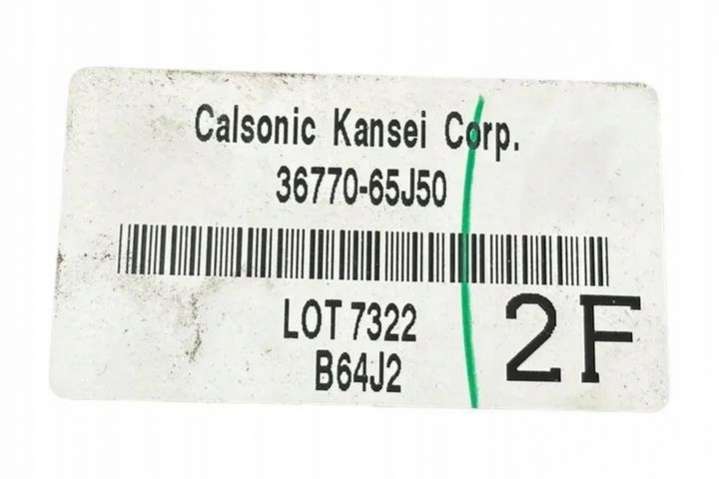 Calsonic Kansei Corp.
36770-65J50
LOT 7322
B64J2
2F